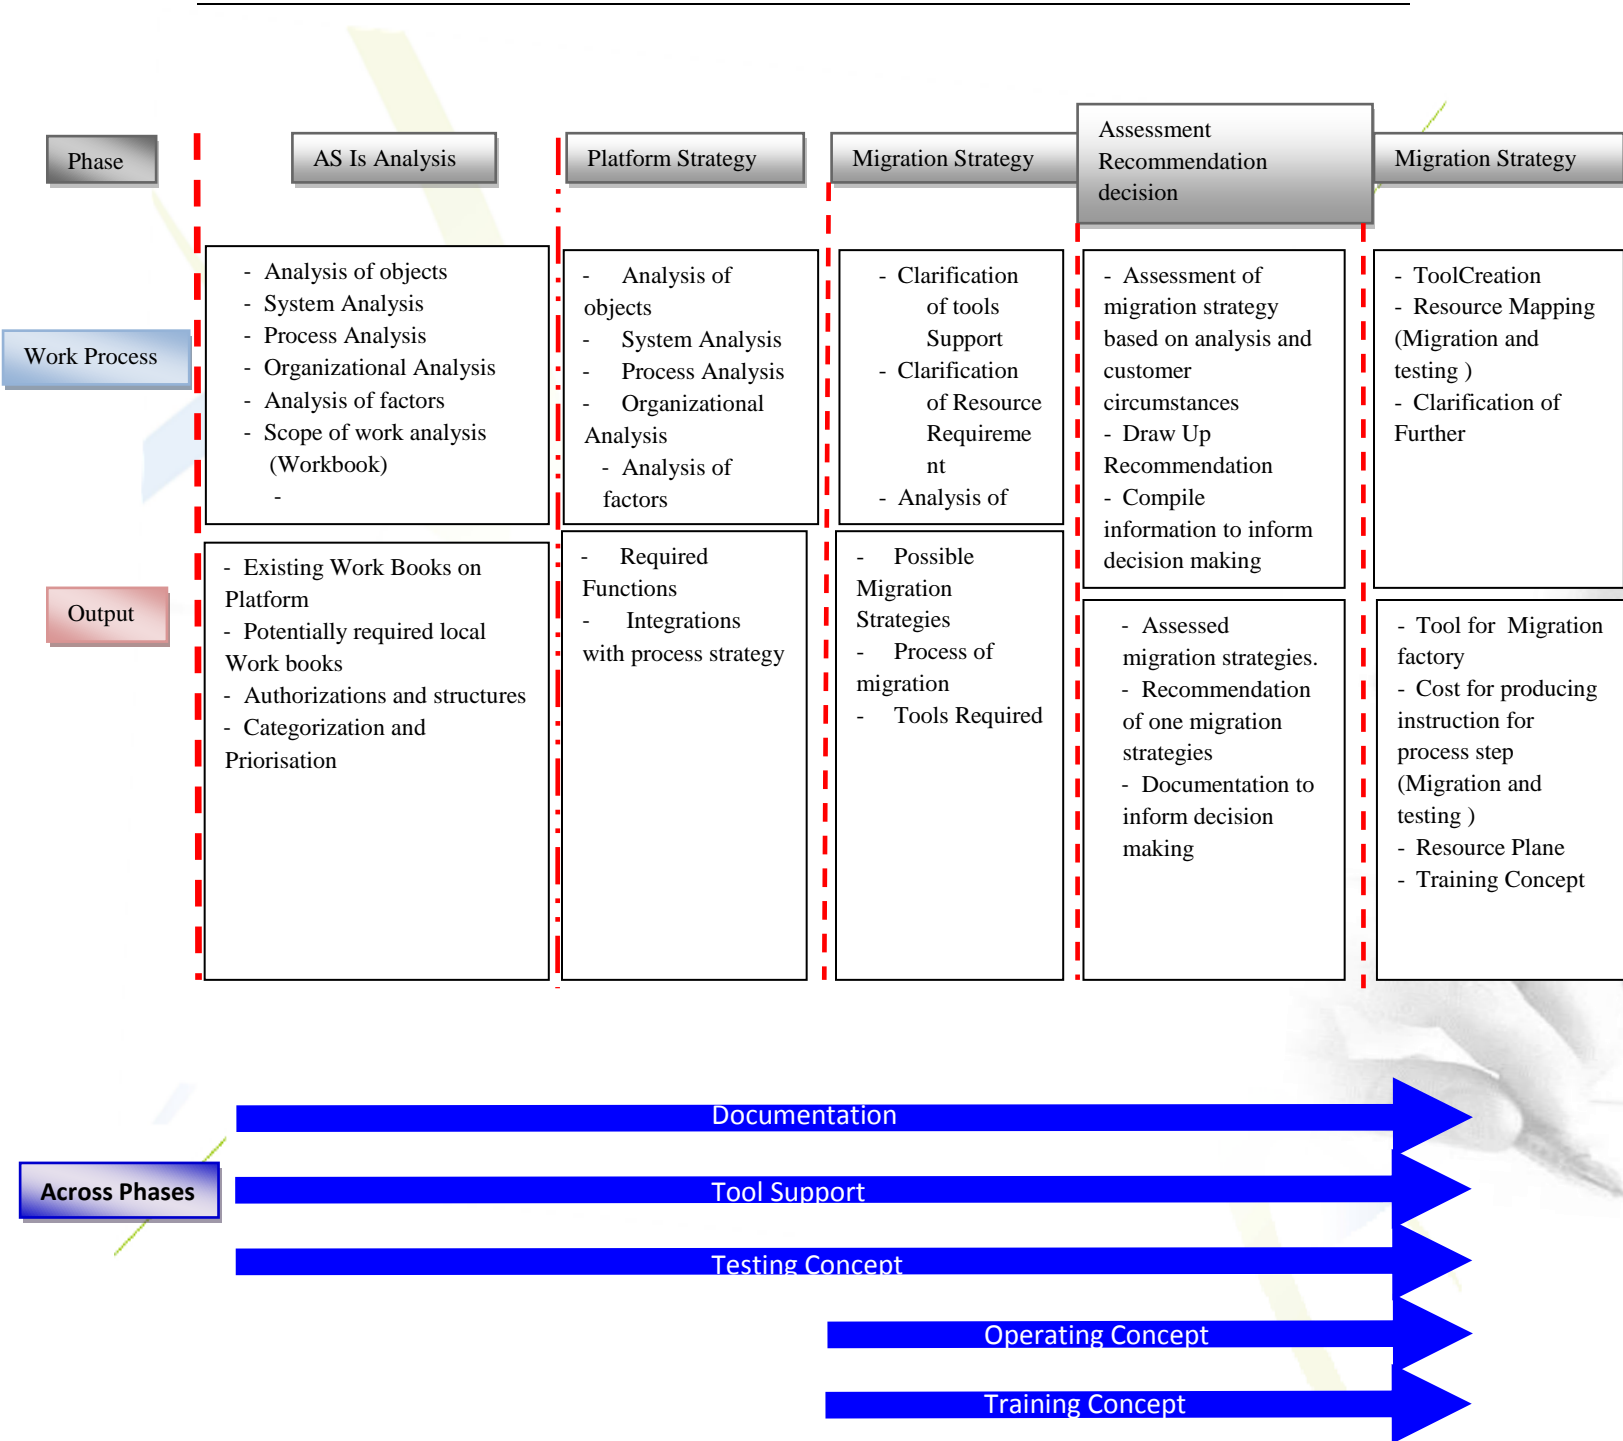 Phase
AS Is Analysis
Platform Strategy
Migration Strategy
Assessment
Recommendation
decision
Migration Strategy
Work Process
- Analysis of objects
- System Analysis
- Process Analysis
- Organizational Analysis
- Analysis of factors
- Scope of work analysis
(Workbook)
-
- Analysis of
objects
- System Analysis
- Process Analysis
- Organizational
Analysis
- Analysis of
factors
- Clarification
of tools
Support
- Clarification
of Resource
Requireme
nt
- Analysis of
- Assessment of
migration strategy
based on analysis and
customer
circumstances
- Draw Up
Recommendation
- Compile
information to inform
decision making
- ToolCreation
- Resource Mapping
(Migration and
testing )
- Clarification of
Further
Output
- Existing Work Books on
Platform
- Potentially required local
Work books
- Authorizations and structures
- Categorization and
Priorisation
- Required
Functions
- Integrations
with process strategy
- Possible
Migration
Strategies
- Process of
migration
- Tools Required
- Assessed
migration strategies.
- Recommendation
of one migration
strategies
- Documentation to
inform decision
making
- Tool for Migration
factory
- Cost for producing
instruction for
process step
(Migration and
testing )
- Resource Plane
- Training Concept
Across Phases
Documentation
Tool Support
Testing Concept
Operating Concept
Training Concept